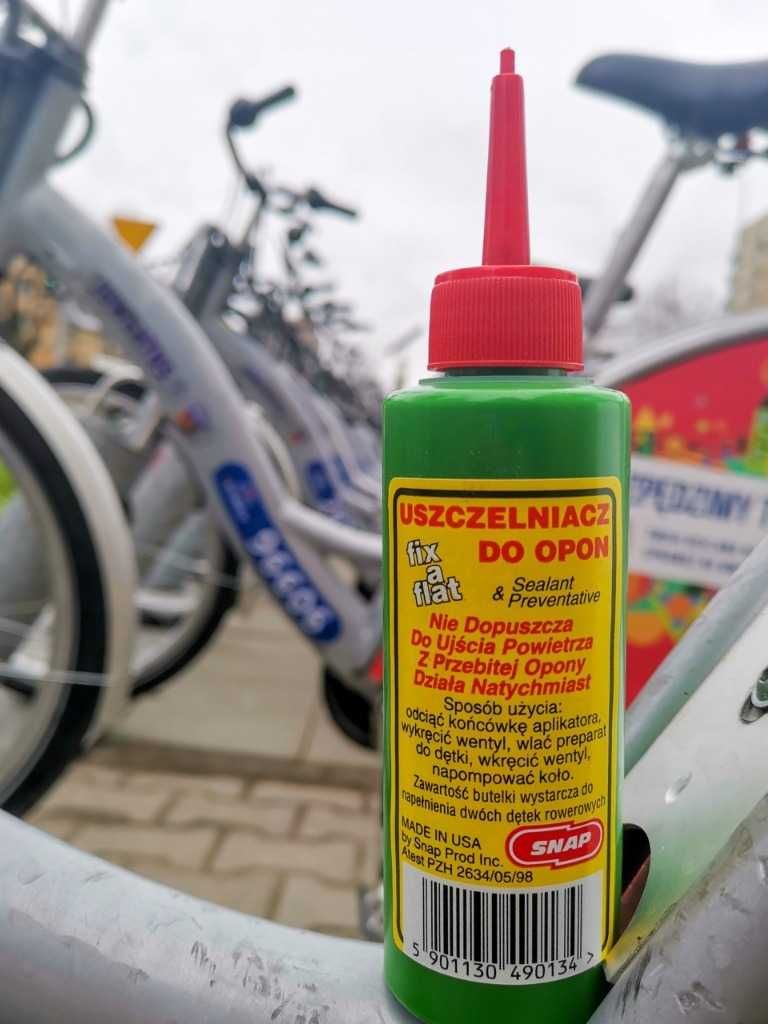 USZCZELNIACZ
DO OPON
fix
a
flat
& Sealant
Preventative
Nie Dopuszcza
Do Ujścia Powietrza
Z Przebitej Opony
Działa Natychmiast
Sposób użycia:
odciąć końcówkę aplikatora,
wykręcić wentyl, wlać preparat
do dętki, wkręcić wentyl,
napompować koło.
Zawartość butelki wystarcza do
napełnienia dwóch dętek rowerowych
MADE IN USA
by Snap Prod Inc.
Atest PZH 2634/05/98
SNAP
5 901130 490134 >
96606